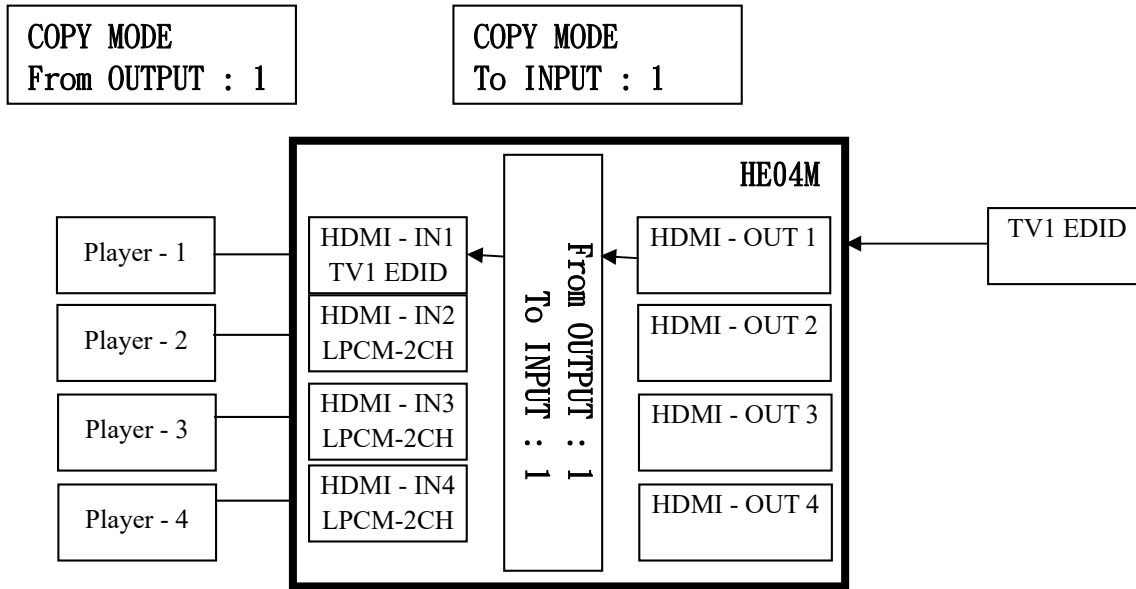 COPY MODE
From OUTPUT : 1
COPY MODE
To INPUT : 1
HE04M
Player - 1
Player - 2
Player - 3
Player - 4
HDMI - IN1
TV1 EDID
HDMI - IN2
LPCM-2CH
HDMI - IN3
LPCM-2CH
HDMI - IN4
LPCM-2CH
From OUTPUT : 1
To INPUT : 1
HDMI - OUT 1
HDMI - OUT 2
HDMI - OUT 3
HDMI - OUT 4
TV1 EDID